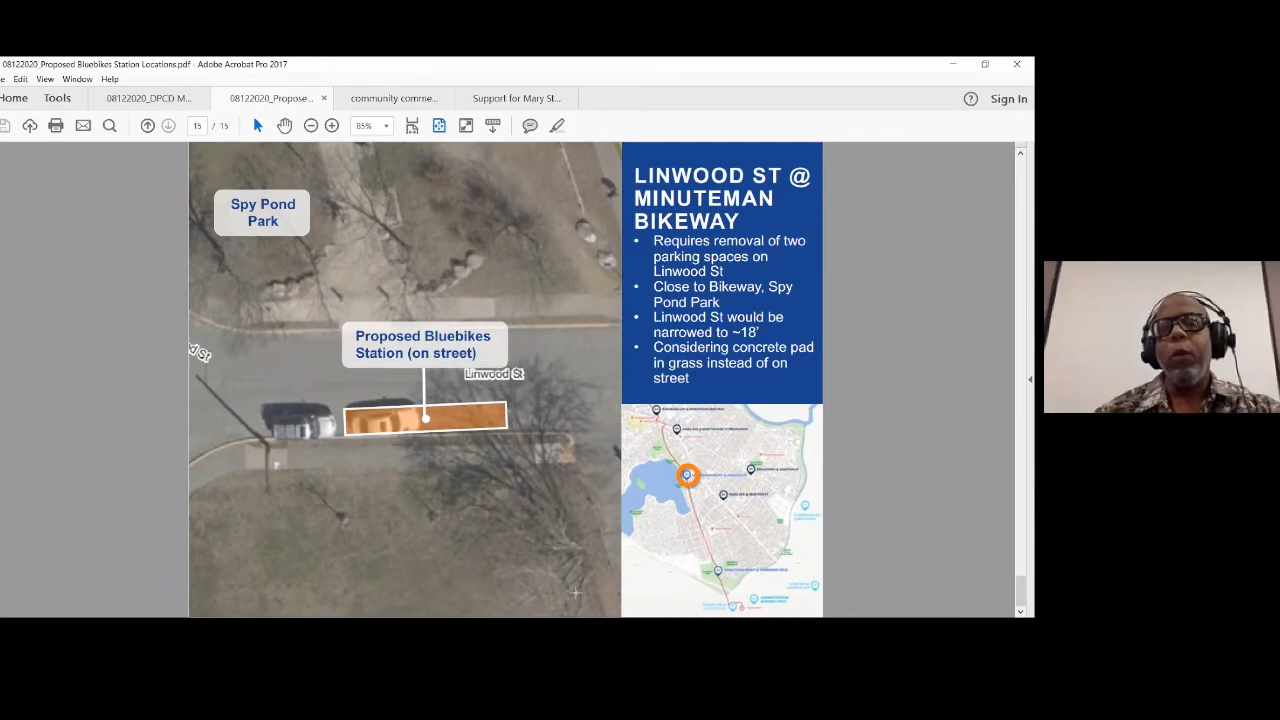 08122020_Proposed Bluebikes Station Locations.pdf - Adobe Acrobat Pro 2017
e Edit View Window Help
Home Tools 08122020_DPCD M... 08122020_Propose... × community comme... Support for Mary St... ? Sign In
15 / 15 85%
Spy Pond
Park
Proposed Bluebikes
Station (on street)
Linwood St
d St
LINWOOD ST @
MINUTEMAN
BIKEWAY
• Requires removal of two
parking spaces on
Linwood St
• Close to Bikeway, Spy
Pond Park
• Linwood St would be
narrowed to ~18'
• Considering concrete pad
in grass instead of on
street